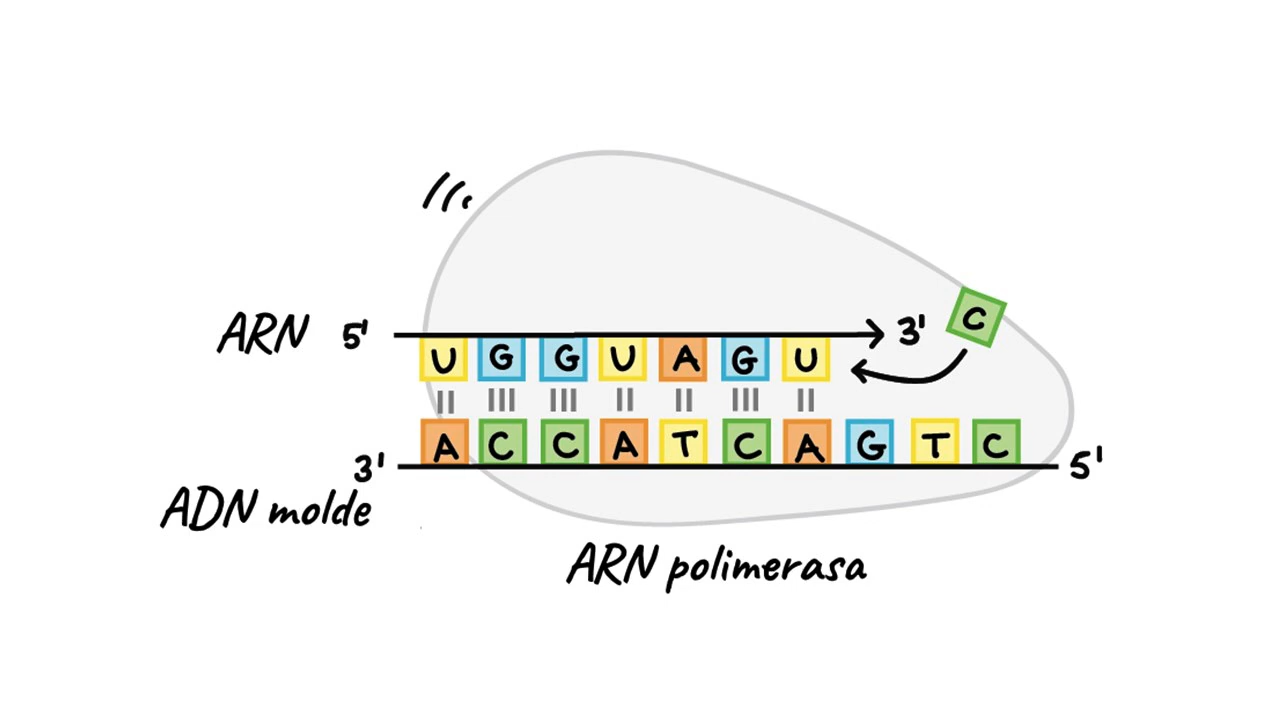 ARN 5' 3' C
U G G U A G U
A C C A T C A G T C
3' 5'
ADN molde
ARN polimerasa